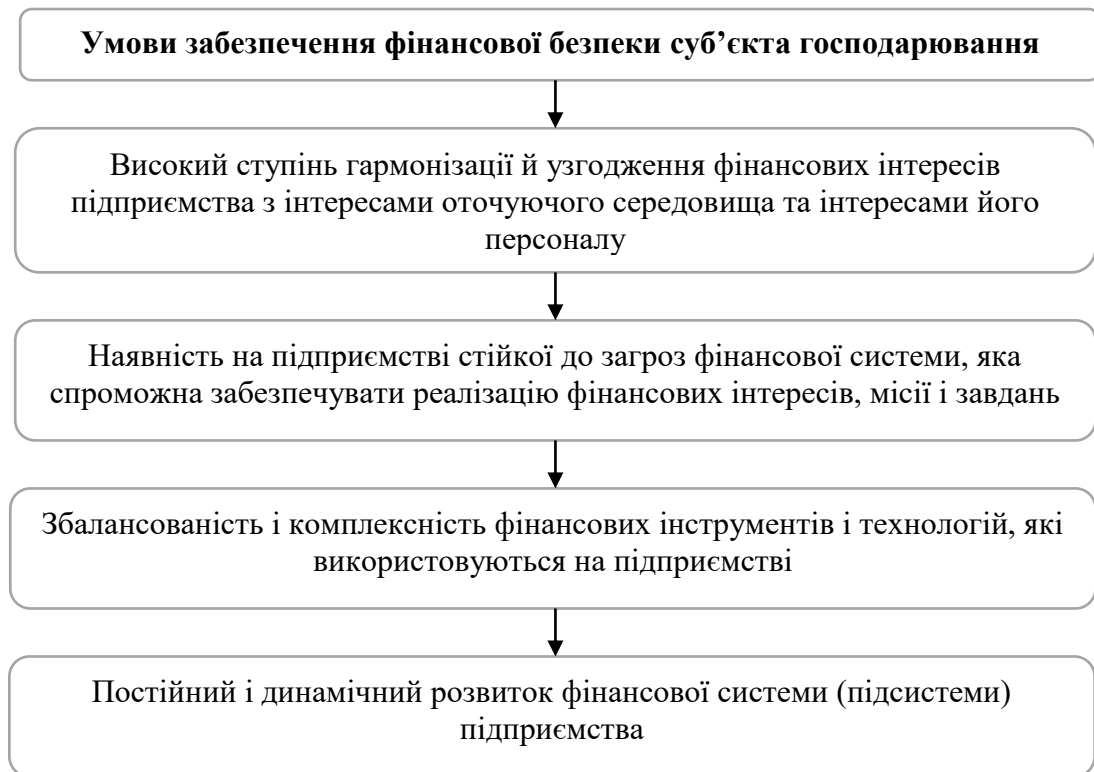 Умови забезпечення фінансової безпеки суб’єкта господарювання
Високий ступінь гармонізації й узгодження фінансових інтересів
підприємства з інтересами оточуючого середовища та інтересами його
персоналу
Наявність на підприємстві стійкої до загроз фінансової системи, яка
спроможна забезпечувати реалізацію фінансових інтересів, місії і завдань
Збалансованість і комплексність фінансових інструментів і технологій, які
використовуються на підприємстві
Постійний і динамічний розвиток фінансової системи (підсистеми)
підприємства